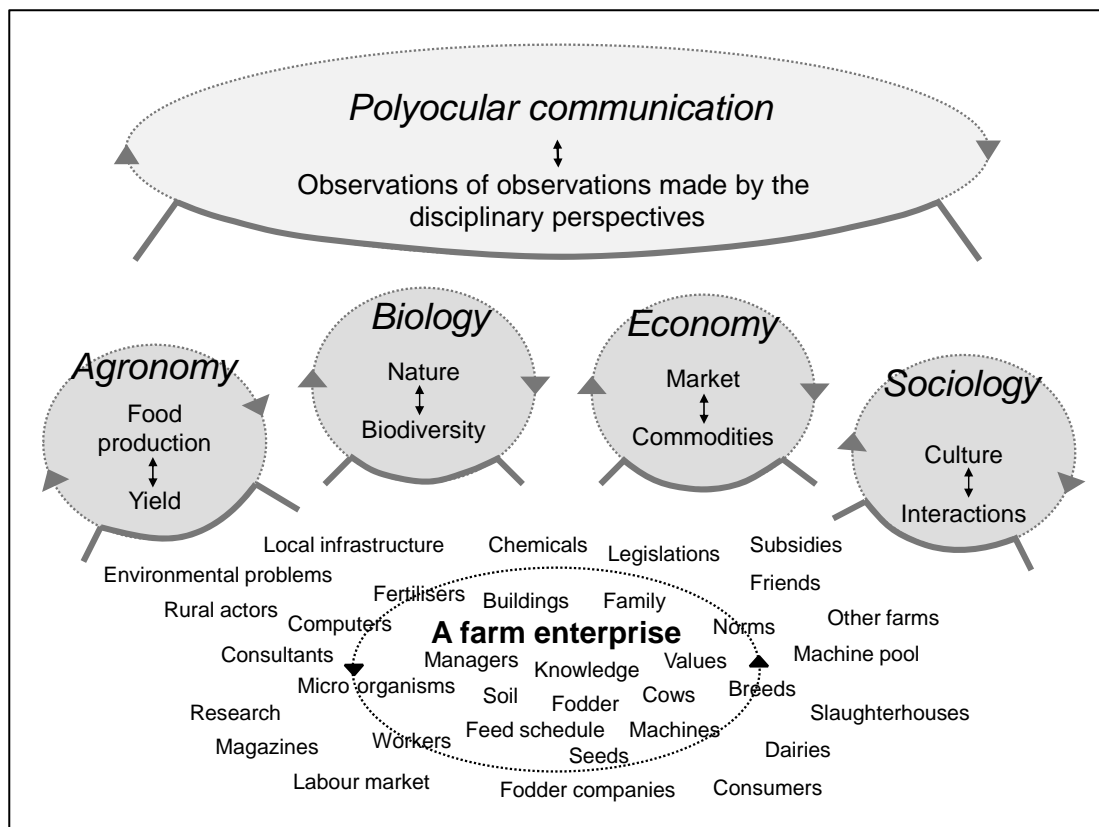 Polyocular communication
Observations of observations made by the
disciplinary perspectives
Agronomy
Food
production
Yield
Biology
Nature
Biodiversity
Economy
Market
Commodities
Sociology
Culture
Interactions
Local infrastructure
Chemicals
Legislations
Subsidies
Environmental problems
Friends
Fertilisers
Buildings
Family
Rural actors
Computers
A farm enterprise
Norms
Other farms
Consultants
Managers
Knowledge
Values
Machine pool
Micro organisms
Soil
Fodder
Cows
Breeds
Research
Slaughterhouses
Feed schedule
Machines
Magazines
Workers
Seeds
Dairies
Labour market
Fodder companies
Consumers